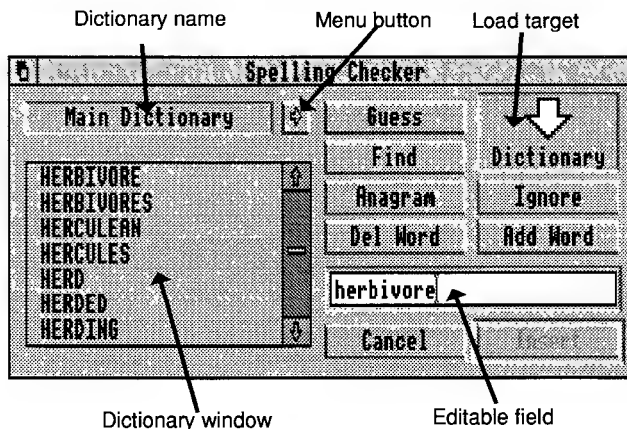 Dictionary name
Menu button
Load target
Spelling Checker
Main Dictionary
Guess
Find
Dictionary
HERBIVORE
HERBIVORES
HERCULEAN
HERCULES
HERD
HERDED
HERDING
Anagram
Ignore
Del Word
Add Word
herbivore
Cancel
Insert
Dictionary window
Editable field